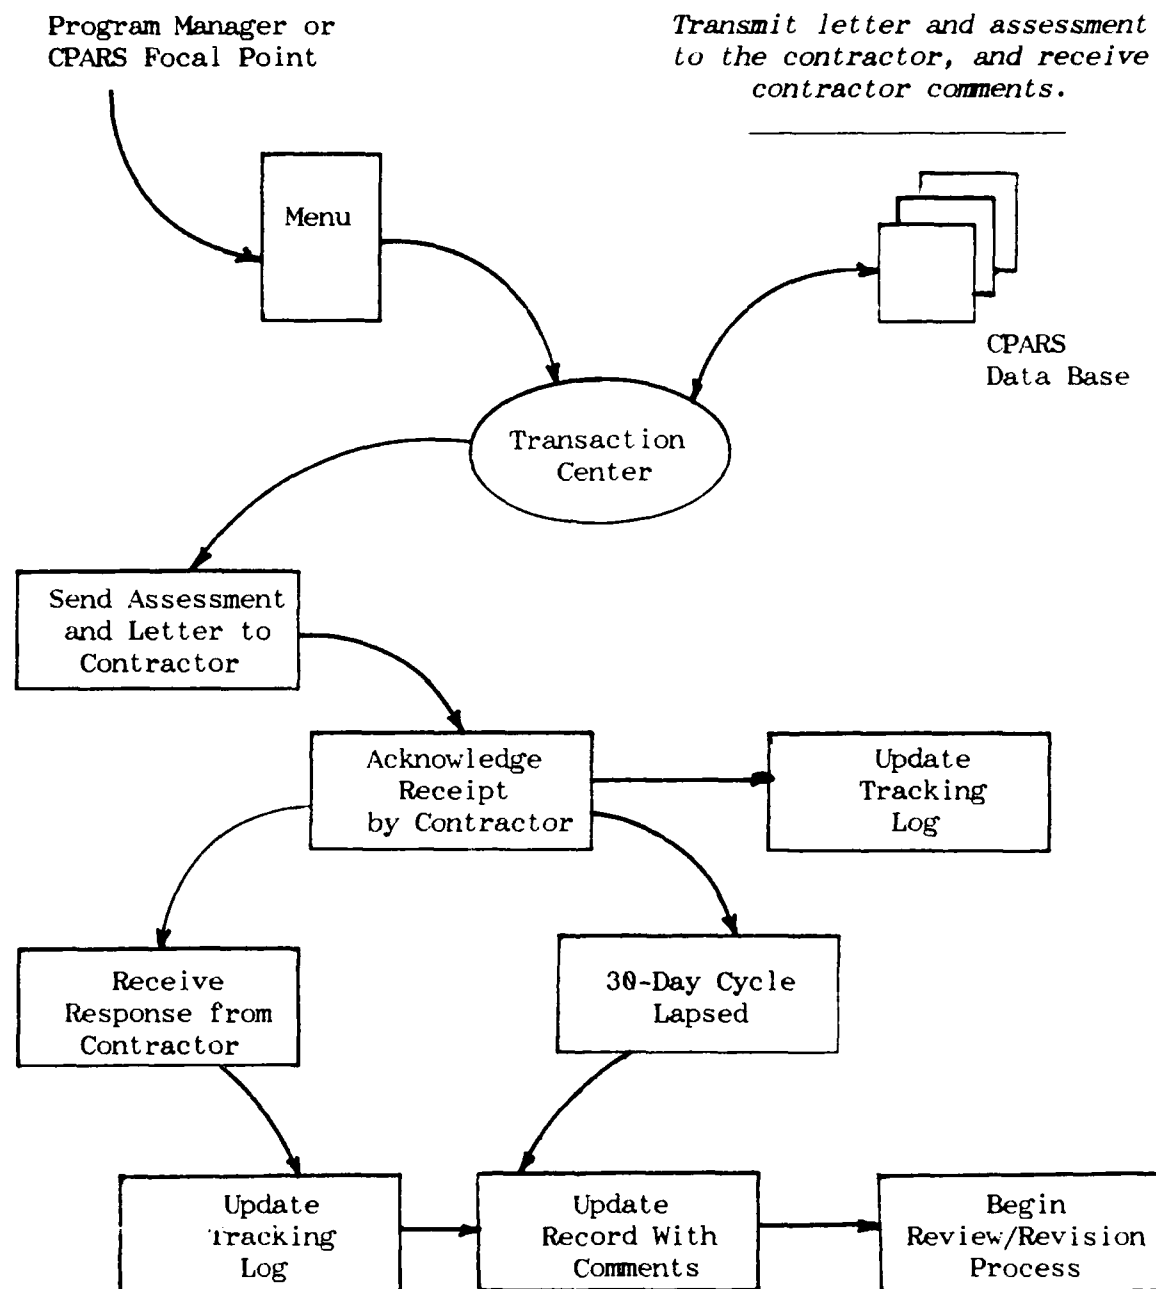 Program Manager or
CPARS Focal Point
Transmit letter and assessment
to the contractor, and receive
contractor comments.
Menu
CPARS
Data Base
Transaction
Center
Send Assessment
and Letter to
Contractor
Acknowledge
Receipt
by Contractor
Update
Tracking
Log
Receive
Response from
Contractor
30-Day Cycle
Lapsed
Update
Tracking
Log
Update
Record With
Comments
Begin
Review/Revision
Process